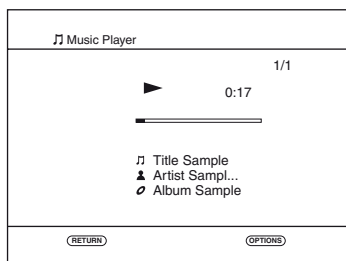 Music Player
1/1
0:17
Title Sample
Artist Sampl...
Album Sample
RETURN OPTIONS